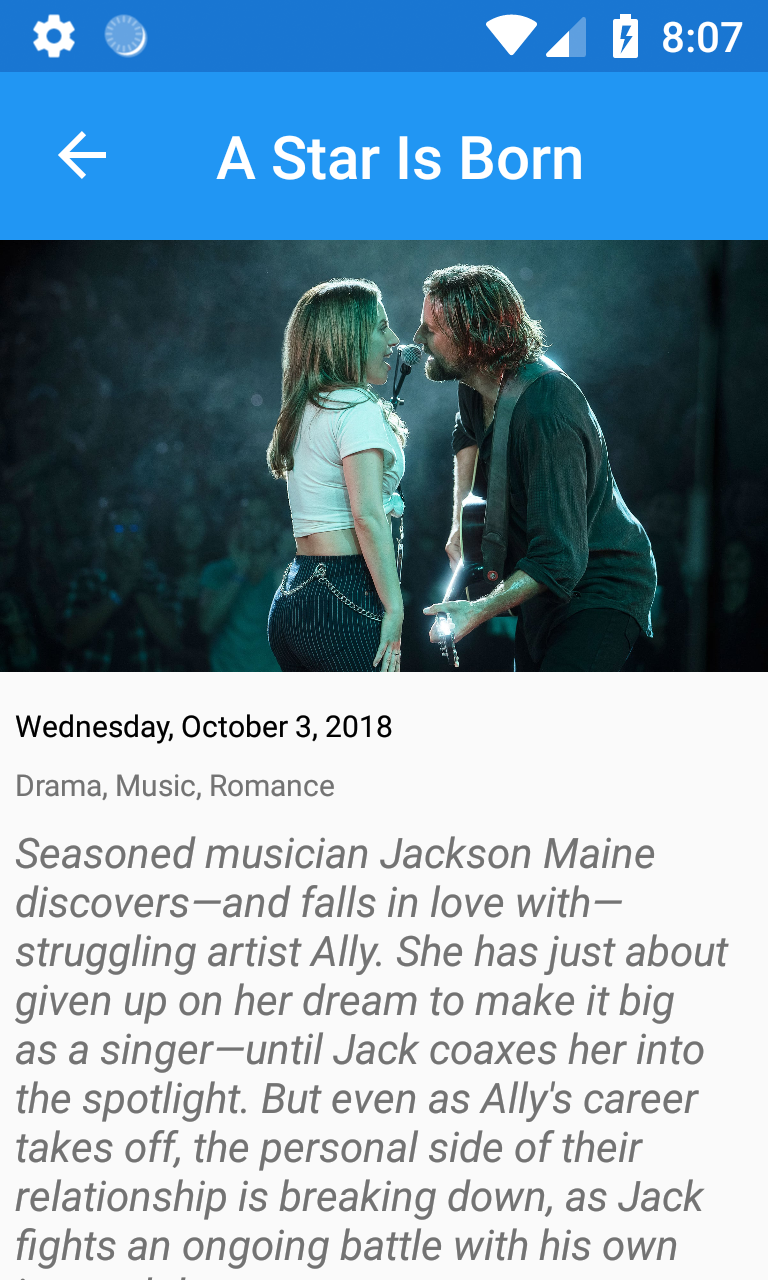 8:07
A Star Is Born
Wednesday, October 3, 2018
Drama, Music, Romance
Seasoned musician Jackson Maine
discovers—and falls in love with—
struggling artist Ally. She has just about
given up on her dream to make it big
as a singer—until Jack coaxes her into
the spotlight. But even as Ally's career
takes off, the personal side of their
relationship is breaking down, as Jack
fights an ongoing battle with his own